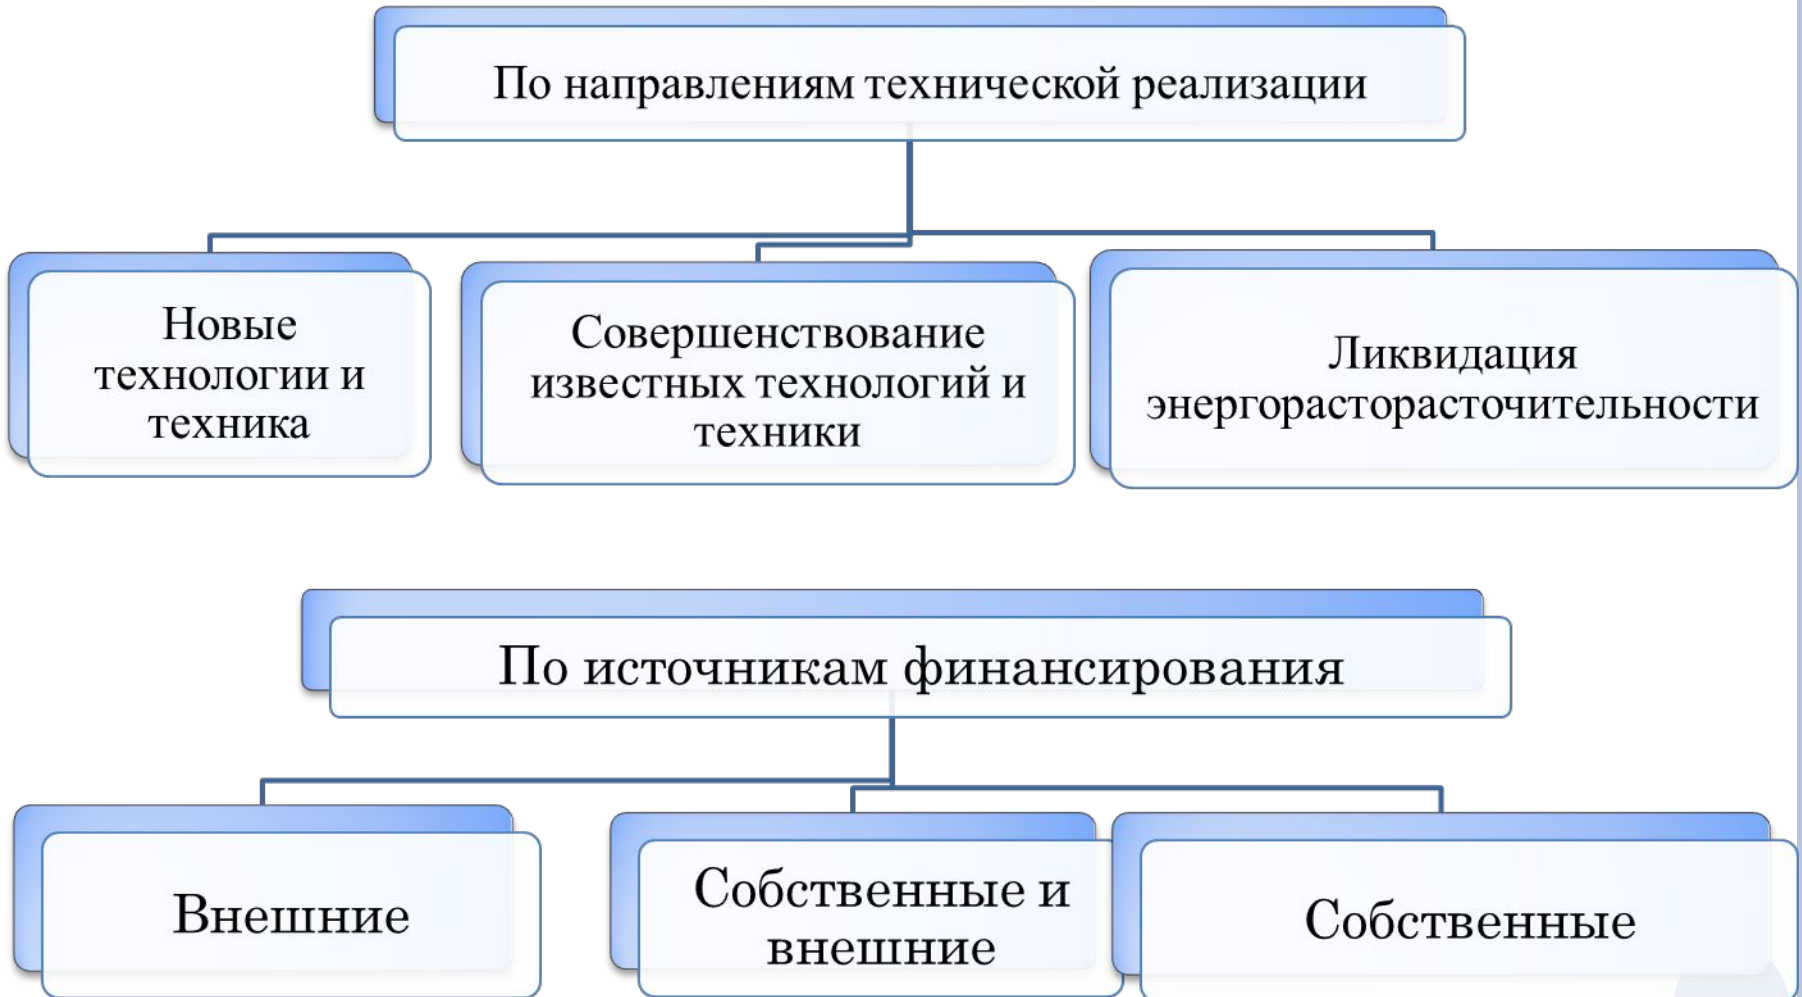 По направлениям технической реализации
Новые
технологии и
техника
Совершенствование
известных технологий и
техники
Ликвидация
энергорасторасточительности
По источникам финансирования
Внешние
Собственные и
внешние
Собственные